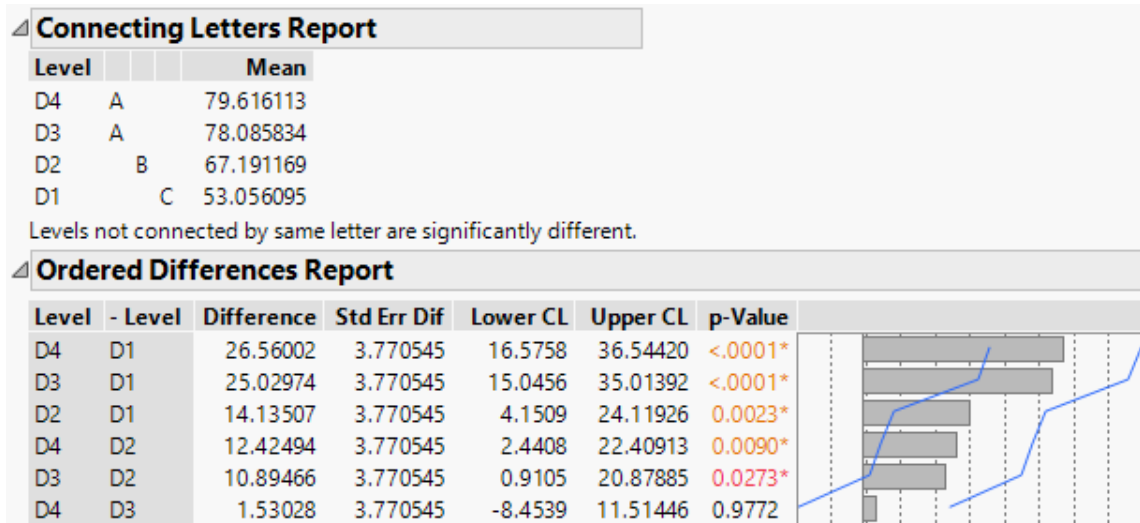 Connecting Letters Report
Level Mean
D4 A 79.616113
D3 A 78.085834
D2 B 67.191169
D1 C 53.056095
Levels not connected by same letter are significantly different.
Ordered Differences Report
Level - Level Difference Std Err Dif Lower CL Upper CL p-Value
D4 D1 26.56002 3.770545 16.5758 36.54420 <.0001*
D3 D1 25.02974 3.770545 15.0456 35.01392 <.0001*
D2 D1 14.13507 3.770545 4.1509 24.11926 0.0023*
D4 D2 12.42494 3.770545 2.4408 22.40913 0.0090*
D3 D2 10.89466 3.770545 0.9105 20.87885 0.0273*
D4 D3 1.53028 3.770545 -8.4539 11.51446 0.9772